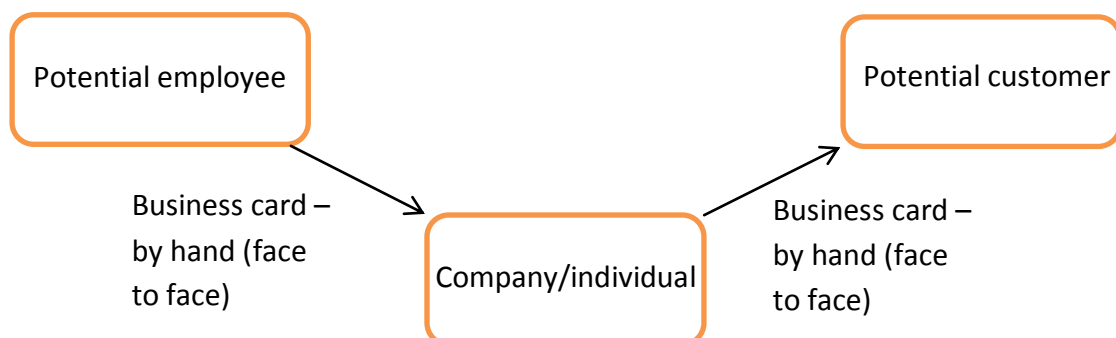 Potential employee
Potential customer
Business card –
by hand (face
to face)
Company/individual
Business card –
by hand (face
to face)